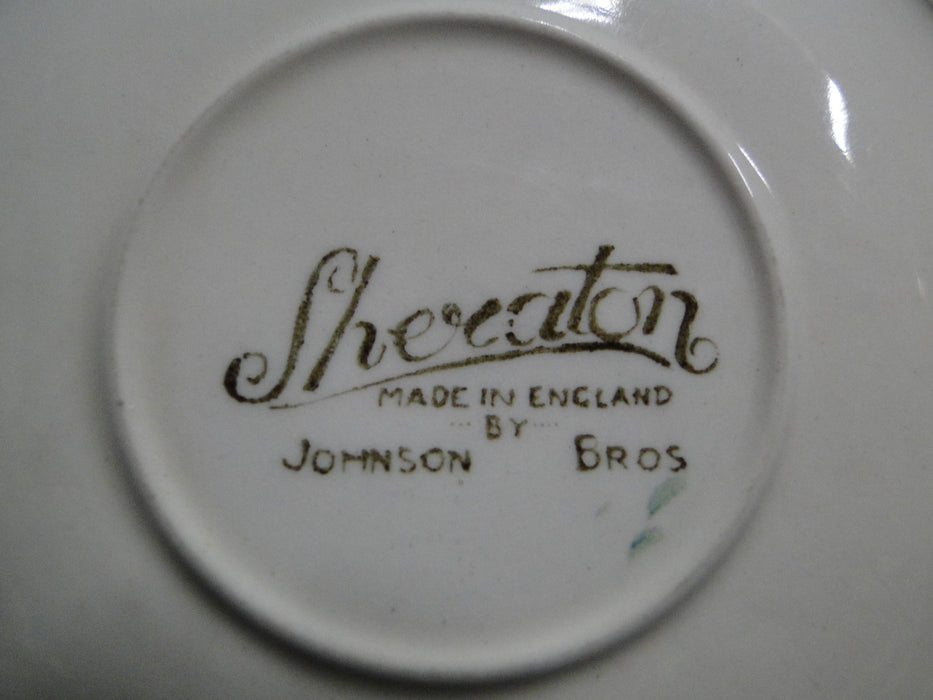 Sheraton
MADE IN ENGLAND
··· BY ····
JOHNSON BROS